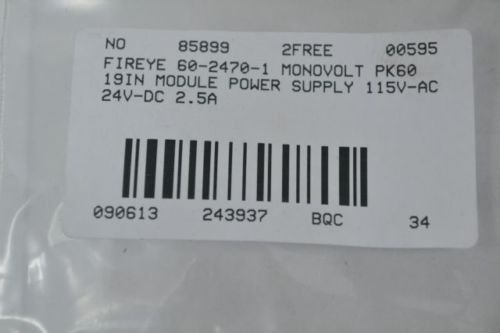 NO 85899 2FREE 00595
FIREYE 60-2470-1 MONOVOLT PK60
19IN MODULE POWER SUPPLY 115V-AC
24V-DC 2.5A
090613 243937 BQC 34